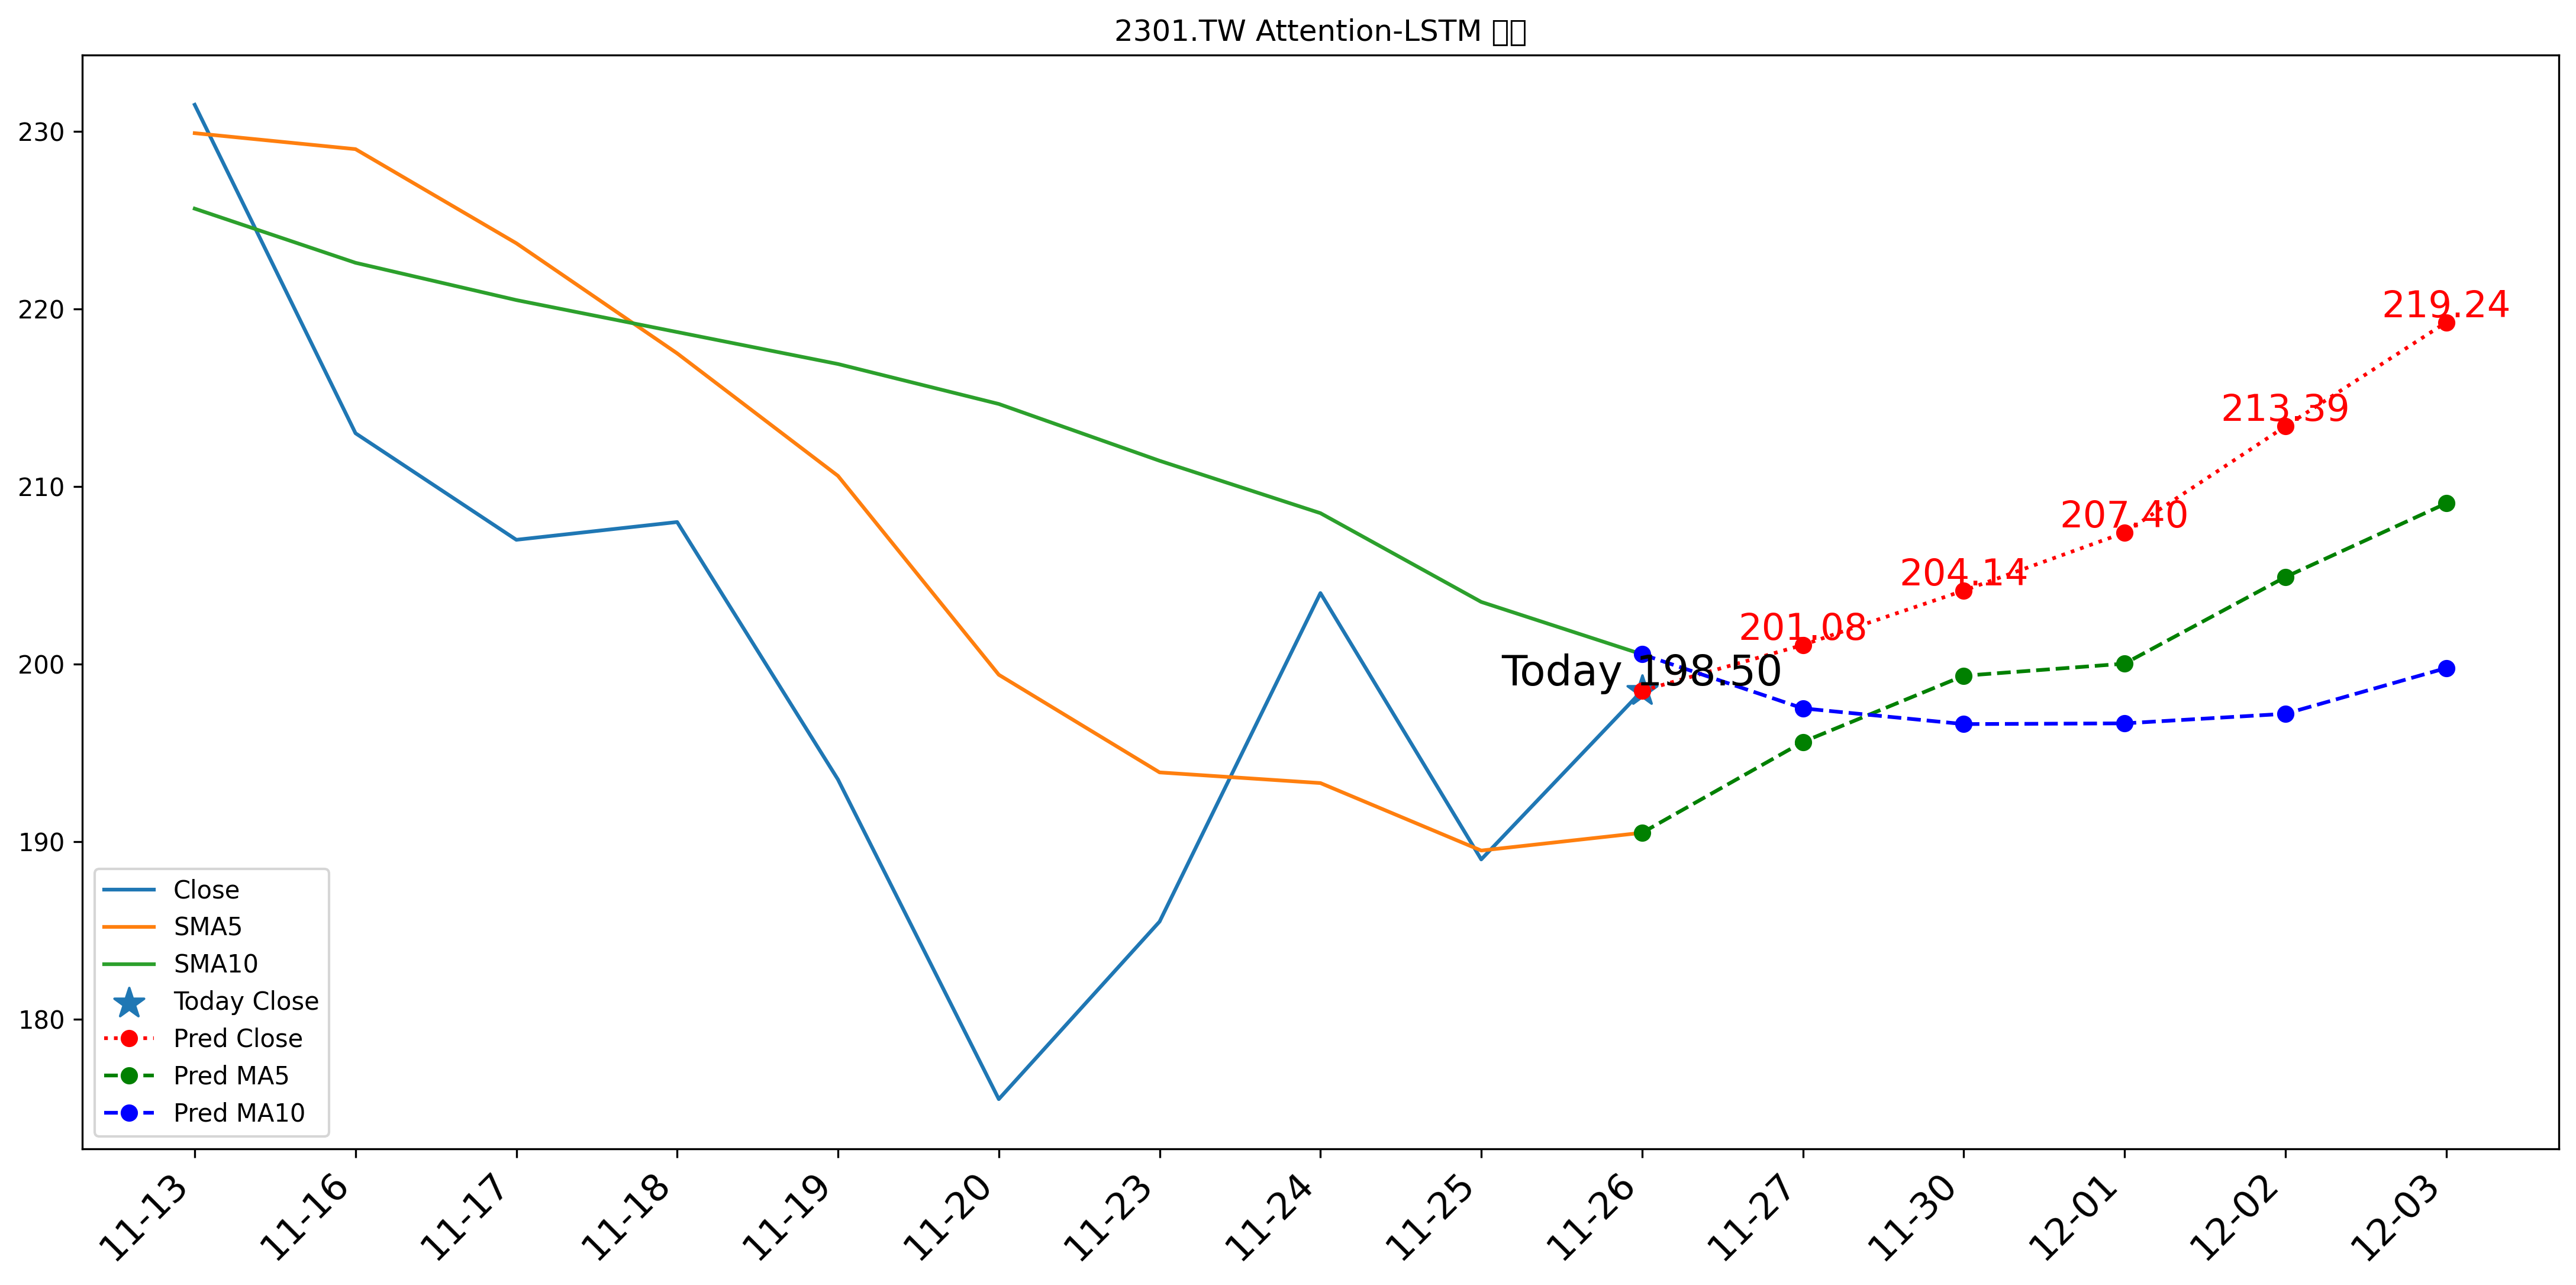 2301.TW Attention-LSTM
230
220
210
200
190
180
219.24
213.39
207.40
204.14
201.08
Today 198.50
Close
SMA5
SMA10
Today Close
Pred Close
Pred MA5
Pred MA10
11-13
11-16
11-17
11-18
11-19
11-20
11-23
11-24
11-25
11-26
11-27
11-30
12-01
12-02
12-03